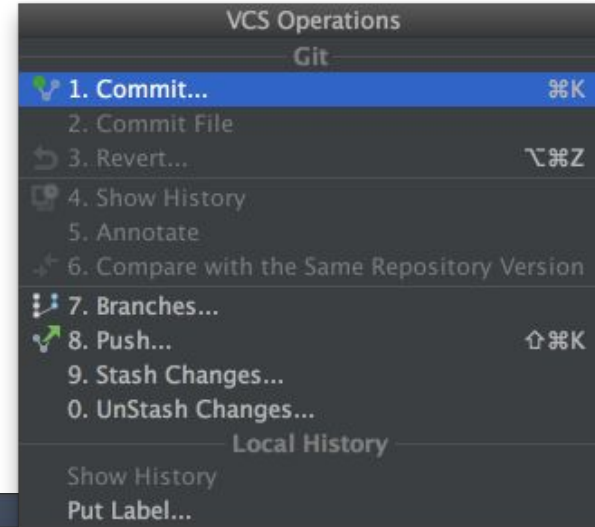 VCS Operations
Git
1. Commit... ⌘K
2. Commit File
3. Revert... ⌥⌘Z
4. Show History
5. Annotate
6. Compare with the Same Repository Version
7. Branches...
8. Push... ⇧⌘K
9. Stash Changes...
0. UnStash Changes...
Local History
Show History
Put Label...